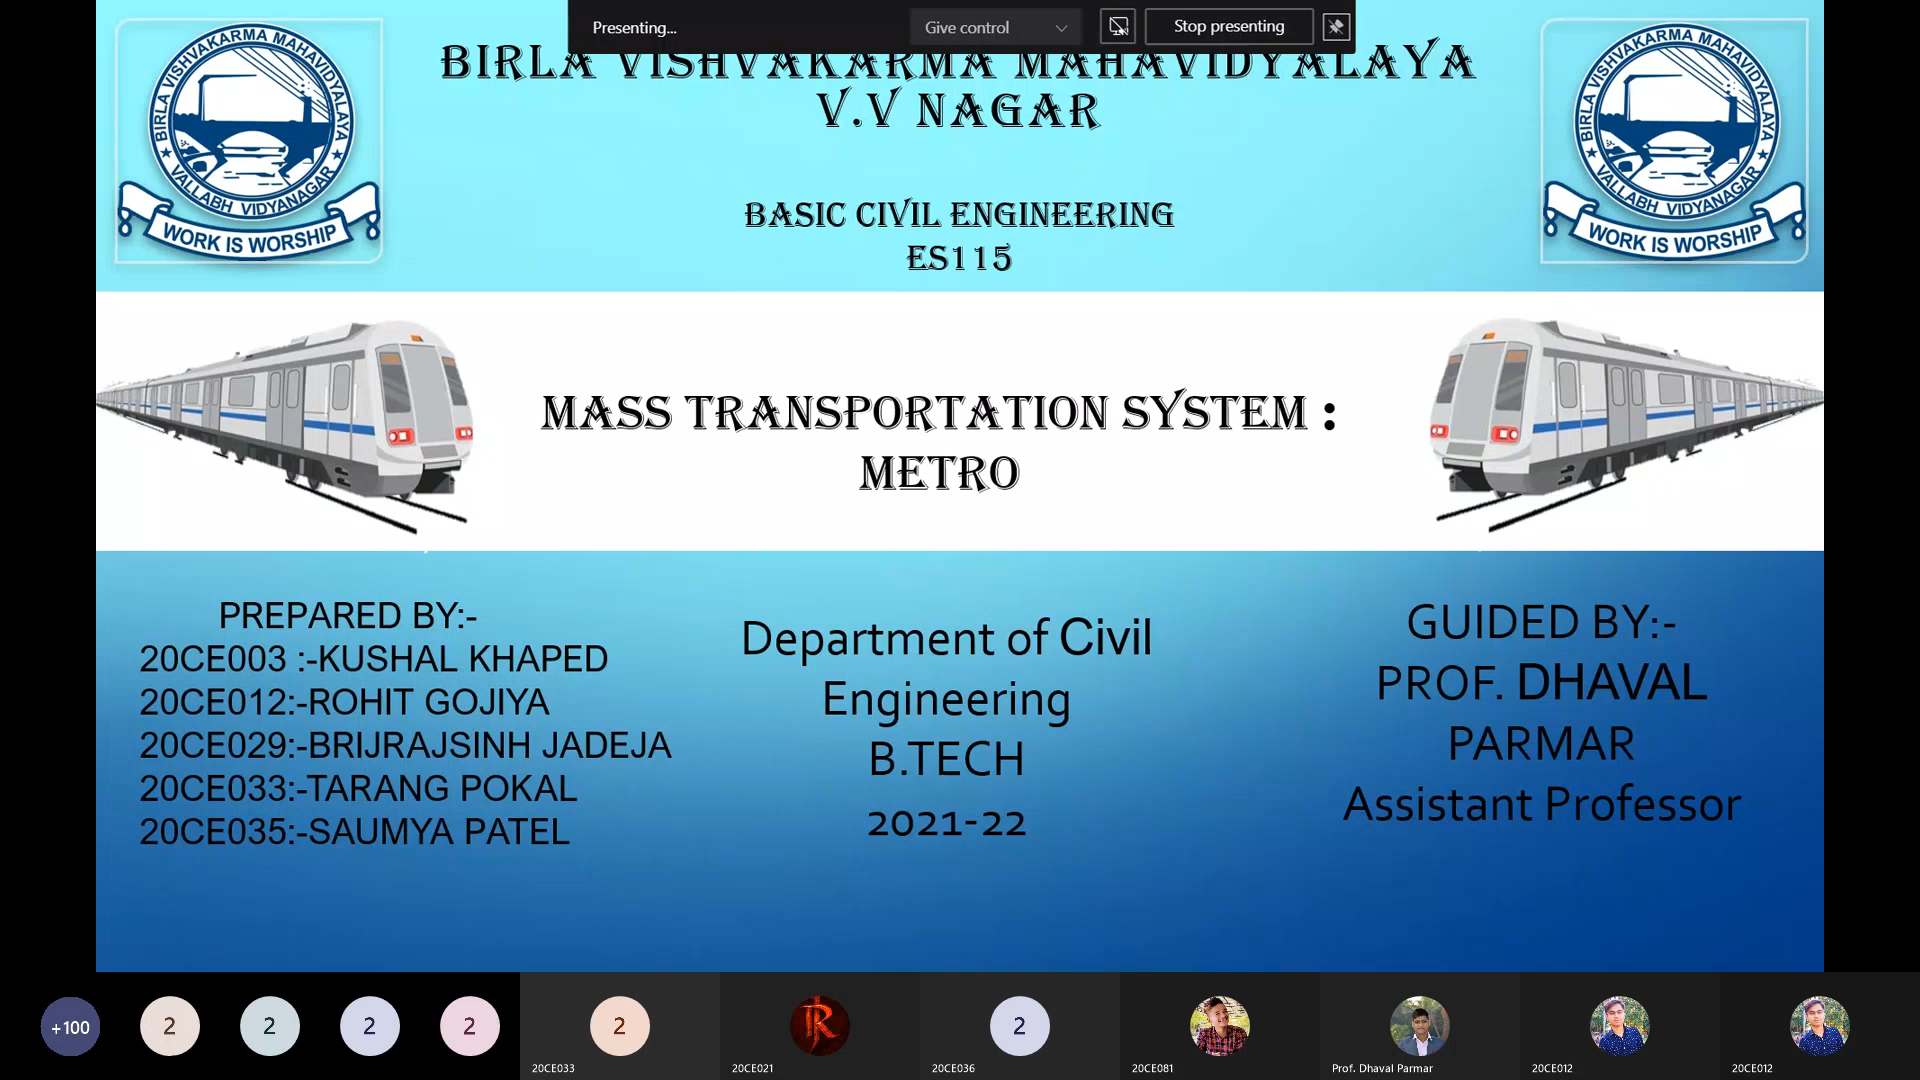 Presenting...
Give control
Stop presenting
BIRLA VISHVAKARMA MAHAVIDYALAYA
V.V NAGAR
BIRLA VISHVAKARMA MAHAVIDYALAYA
VALLABH VIDYANAGAR
WORK IS WORSHIP
BIRLA VISHVAKARMA MAHAVIDYALAYA
VALLABH VIDYANAGAR
WORK IS WORSHIP
BASIC CIVIL ENGINEERING
ES115
MASS TRANSPORTATION SYSTEM :
METRO
PREPARED BY:-
20CE003 :-KUSHAL KHAPED
20CE012:-ROHIT GOJIYA
20CE029:-BRIJRAJSINH JADEJA
20CE033:-TARANG POKAL
20CE035:-SAUMYA PATEL
Department of Civil
Engineering
B.TECH
2021-22
GUIDED BY:-
PROF. DHAVAL
PARMAR
Assistant Professor
+100
2
2
2
2
2
R
2
20CE033
20CE021
20CE036
20CE081
Prof. Dhaval Parmar
20CE012
20CE012